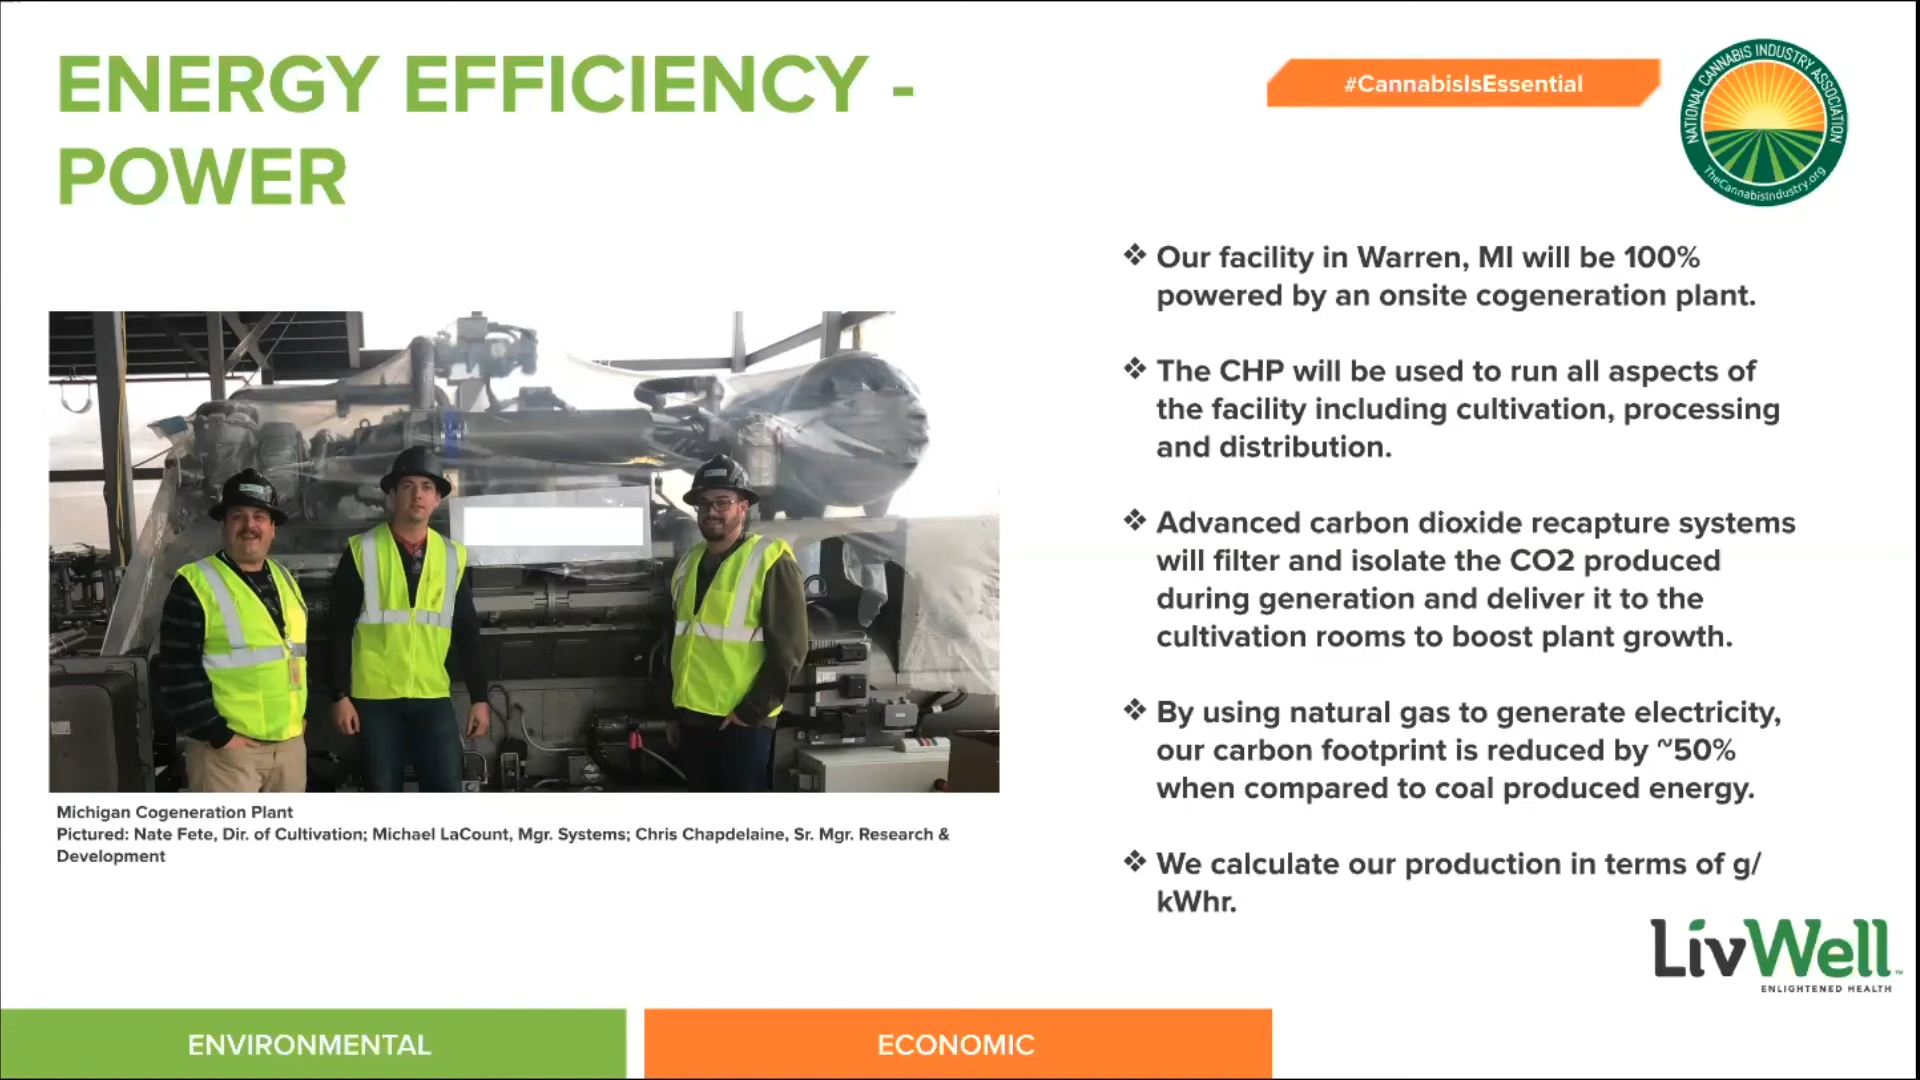 ENERGY EFFICIENCY -
POWER
#CannabisIsEssential
NATIONAL CANNABIS INDUSTRY ASSOCIATION
TheCannabisIndustry.org
❖ Our facility in Warren, MI will be 100%
powered by an onsite cogeneration plant.
❖ The CHP will be used to run all aspects of
the facility including cultivation, processing
and distribution.
❖ Advanced carbon dioxide recapture systems
will filter and isolate the CO2 produced
during generation and deliver it to the
cultivation rooms to boost plant growth.
❖ By using natural gas to generate electricity,
our carbon footprint is reduced by ~50%
when compared to coal produced energy.
❖ We calculate our production in terms of g/
kWhr.
Michigan Cogeneration Plant
Pictured: Nate Fete, Dir. of Cultivation; Michael LaCount, Mgr. Systems; Chris Chapdelaine, Sr. Mgr. Research &
Development
LivWell™
ENLIGHTENED HEALTH
ENVIRONMENTAL
ECONOMIC